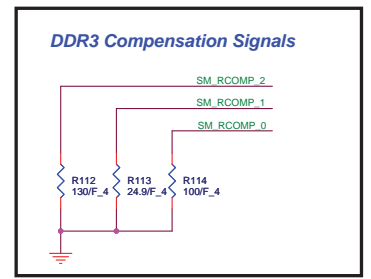 DDR3 Compensation Signals
SM_RCOMP_2
SM_RCOMP_1
SM_RCOMP_0
R112 R113 R114
130/F_4 24.9/F_4 100/F_4